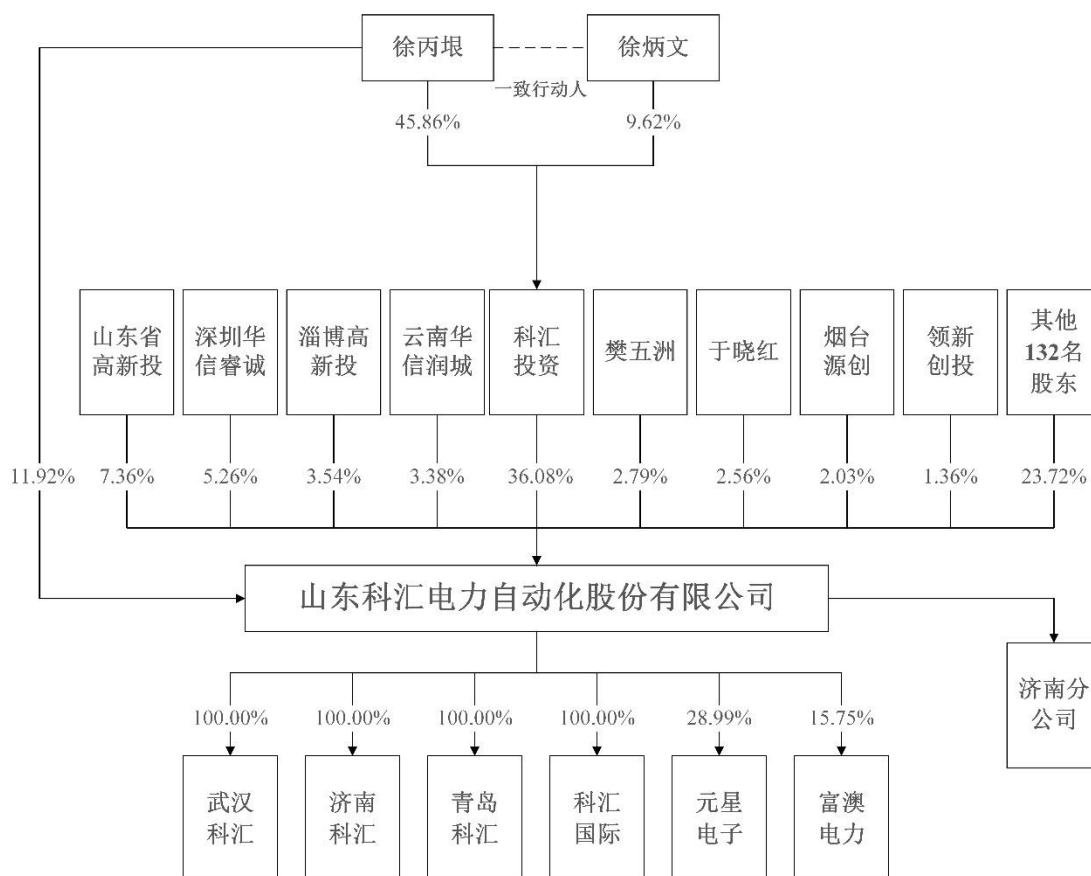 徐丙垠
徐炳文
一致行动人
45.86%
9.62%
山东省
高新投
深圳华
信睿诚
淄博高
新投
云南华
信润城
科汇
投资
樊五洲
于晓红
烟台
源创
领新
创投
其他
132名
股东
11.92%
7.36%
5.26%
3.54%
3.38%
36.08%
2.79%
2.56%
2.03%
1.36%
23.72%
山东科汇电力自动化股份有限公司
济南分
公司
100.00%
100.00%
100.00%
100.00%
28.99%
15.75%
武汉
科汇
济南
科汇
青岛
科汇
科汇
国际
元星
电子
富澳
电力